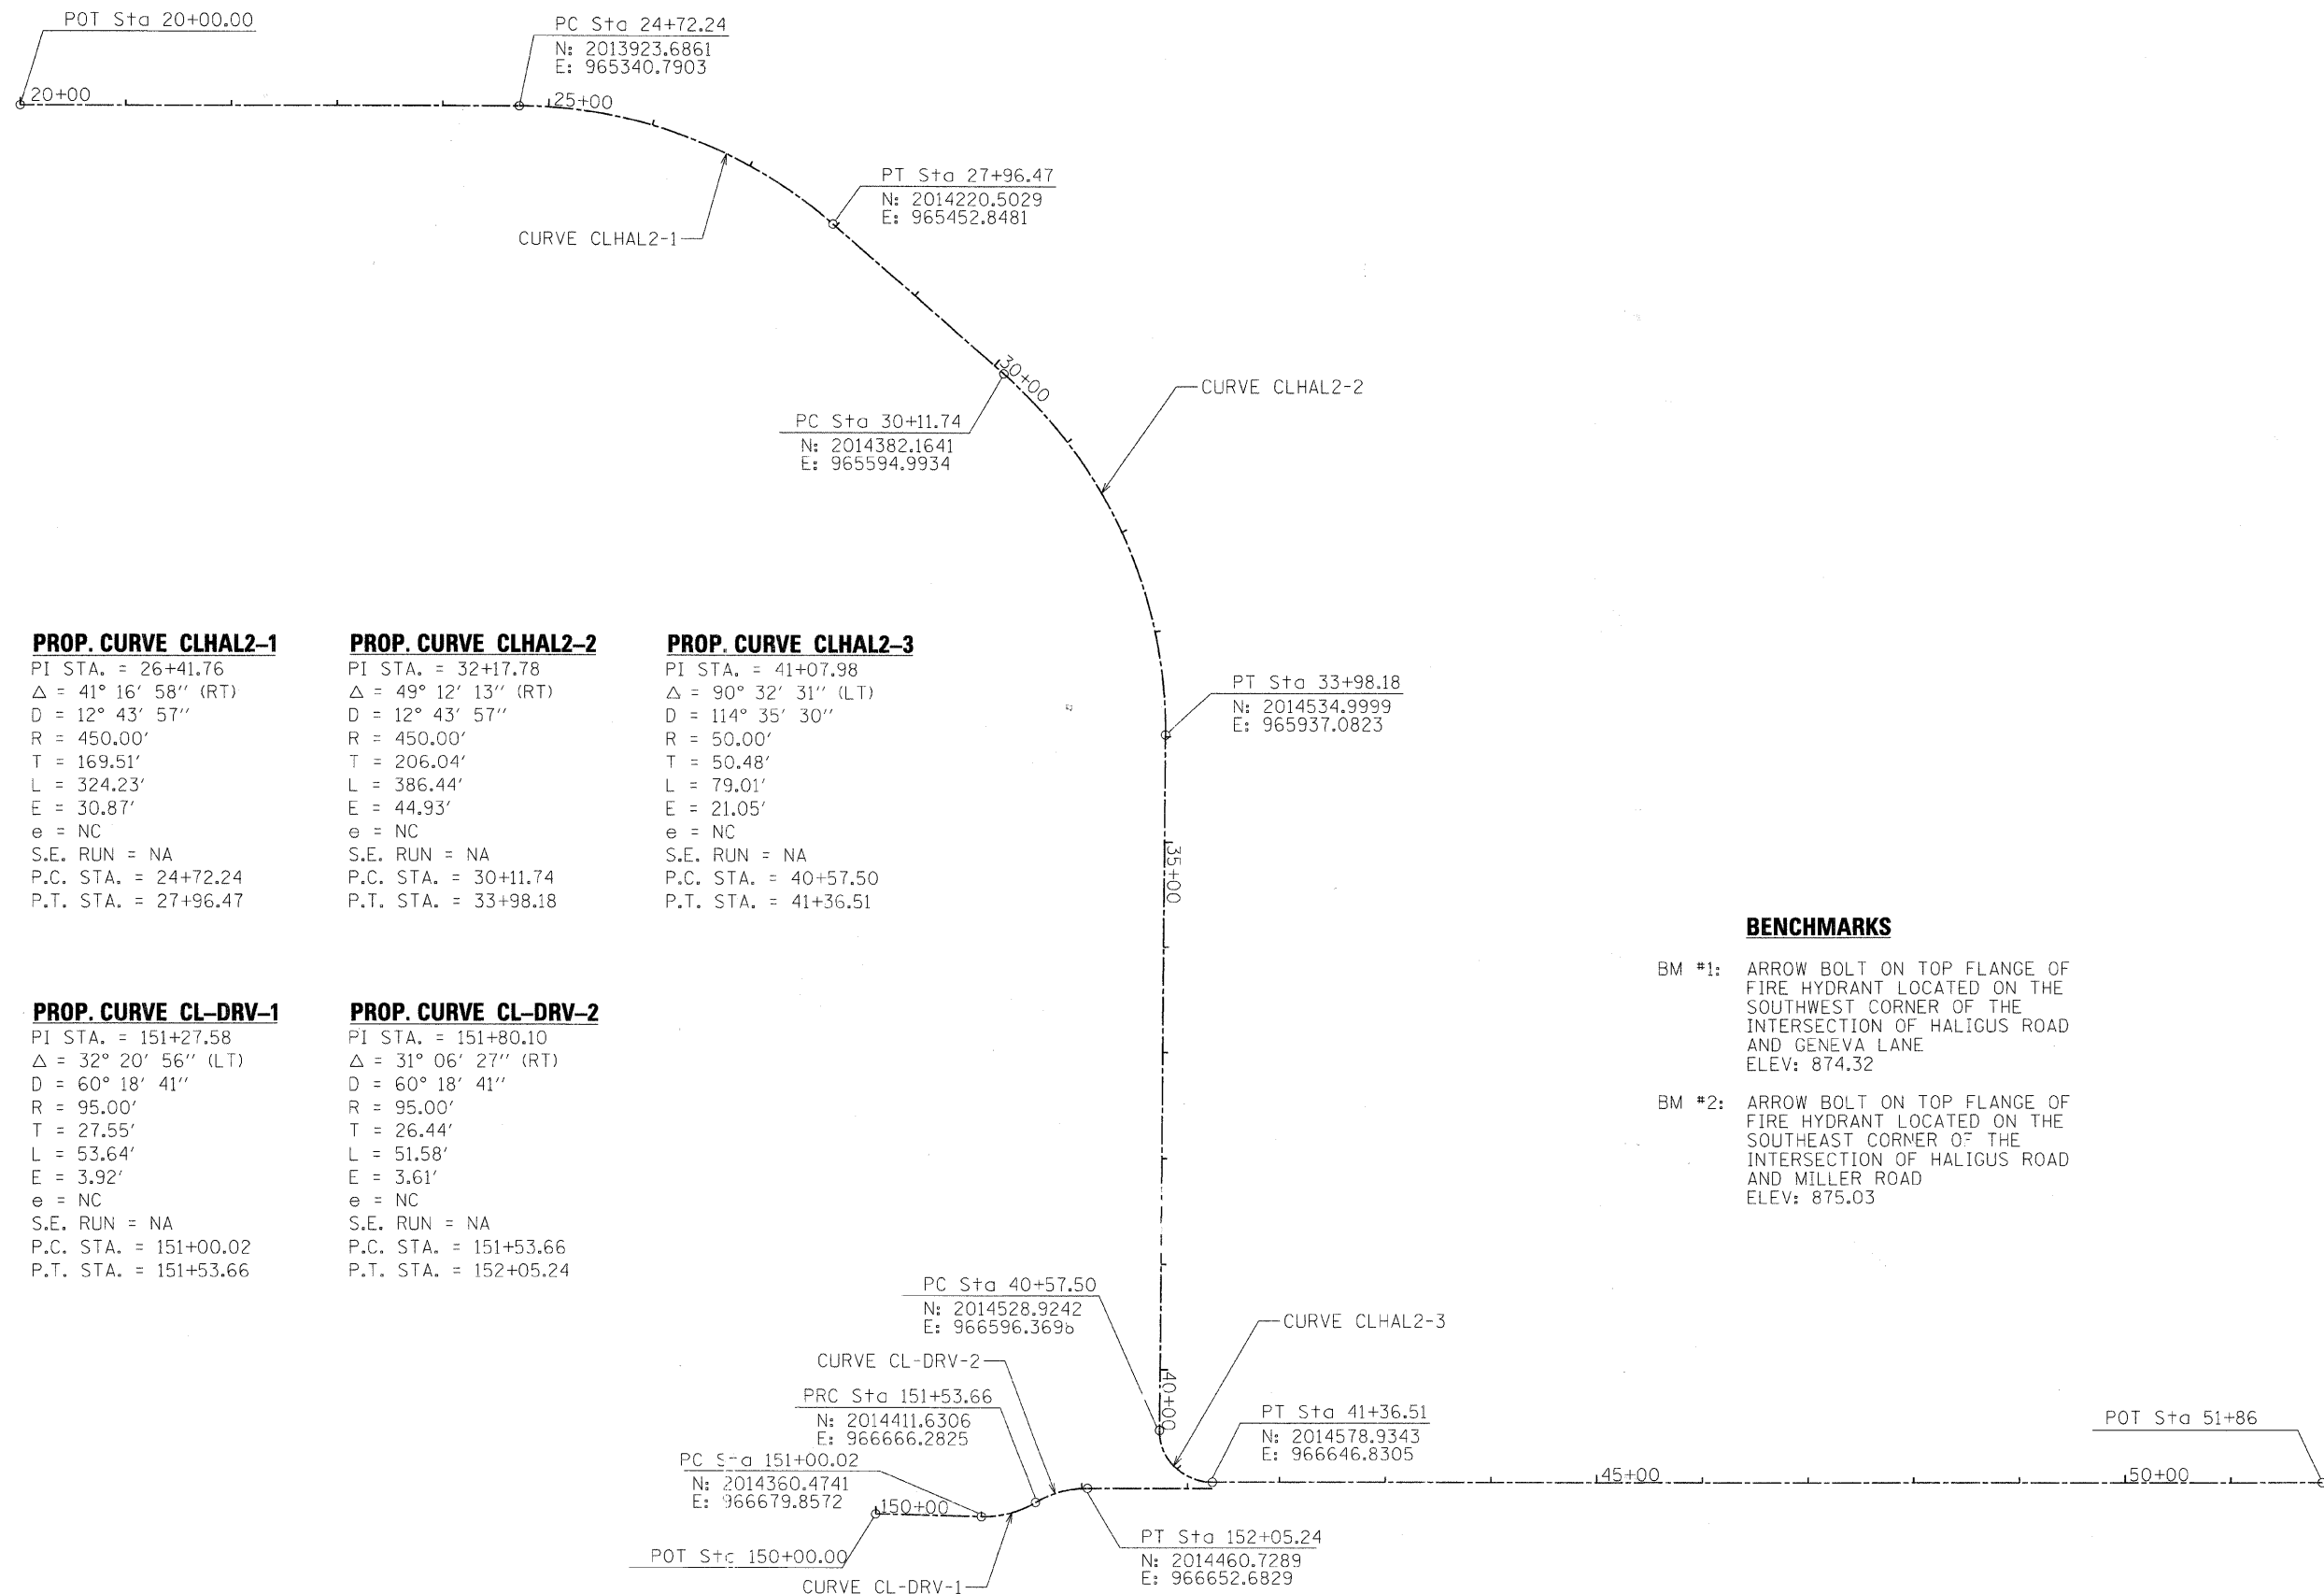 POT Sta 20+00.00
PC Sta 24+72.24
N: 2013923.6861
E: 965340.7903
20+00
25+00
PT Sta 27+96.47
N: 2014220.5029
E: 965452.8481
CURVE CLHAL2-1
30+00
CURVE CLHAL2-2
PC Sta 30+11.74
N: 2014382.1641
E: 965594.9934
PROP. CURVE CLHAL2-1
PI STA. = 26+41.76
Δ = 41° 16' 58'' (RT)
D = 12° 43' 57''
R = 450.00'
T = 169.51'
L = 324.23'
E = 30.87'
e = NC
S.E. RUN = NA
P.C. STA. = 24+72.24
P.T. STA. = 27+96.47
PROP. CURVE CLHAL2-2
PI STA. = 32+17.78
Δ = 49° 12' 13'' (RT)
D = 12° 43' 57''
R = 450.00'
T = 206.04'
L = 386.44'
E = 44.93'
e = NC
S.E. RUN = NA
P.C. STA. = 30+11.74
P.T. STA. = 33+98.18
PROP. CURVE CLHAL2-3
PI STA. = 41+07.98
Δ = 90° 32' 31'' (LT)
D = 114° 35' 30''
R = 50.00'
T = 50.48'
L = 79.01'
E = 21.05'
e = NC
S.E. RUN = NA
P.C. STA. = 40+57.50
P.T. STA. = 41+36.51
PT Sta 33+98.18
N: 2014534.9999
E: 965937.0823
35+00
BENCHMARKS
BM #1: ARROW BOLT ON TOP FLANGE OF
FIRE HYDRANT LOCATED ON THE
SOUTHWEST CORNER OF THE
INTERSECTION OF HALIGUS ROAD
AND GENEVA LANE
ELEV: 874.32
BM #2: ARROW BOLT ON TOP FLANGE OF
FIRE HYDRANT LOCATED ON THE
SOUTHEAST CORNER OF THE
INTERSECTION OF HALIGUS ROAD
AND MILLER ROAD
ELEV: 875.03
PROP. CURVE CL-DRV-1
PI STA. = 151+27.58
Δ = 32° 20' 56'' (LT)
D = 60° 18' 41''
R = 95.00'
T = 27.55'
L = 53.64'
E = 3.92'
e = NC
S.E. RUN = NA
P.C. STA. = 151+00.02
P.T. STA. = 151+53.66
PROP. CURVE CL-DRV-2
PI STA. = 151+80.10
Δ = 31° 06' 27'' (RT)
D = 60° 18' 41''
R = 95.00'
T = 26.44'
L = 51.58'
E = 3.61'
e = NC
S.E. RUN = NA
P.C. STA. = 151+53.66
P.T. STA. = 152+05.24
PC Sta 40+57.50
N: 2014528.9242
E: 966596.3696
CURVE CLHAL2-3
CURVE CL-DRV-2
40+00
PRC Sta 151+53.66
N: 2014411.6306
E: 966666.2825
PT Sta 41+36.51
N: 2014578.9343
E: 966646.8305
POT Sta 51+86
PC Sta 151+00.02
N: 2014360.4741
E: 966679.8572
45+00
50+00
150+00
PT Sta 152+05.24
N: 2014460.7289
E: 966652.6829
POT Sta 150+00.00
CURVE CL-DRV-1